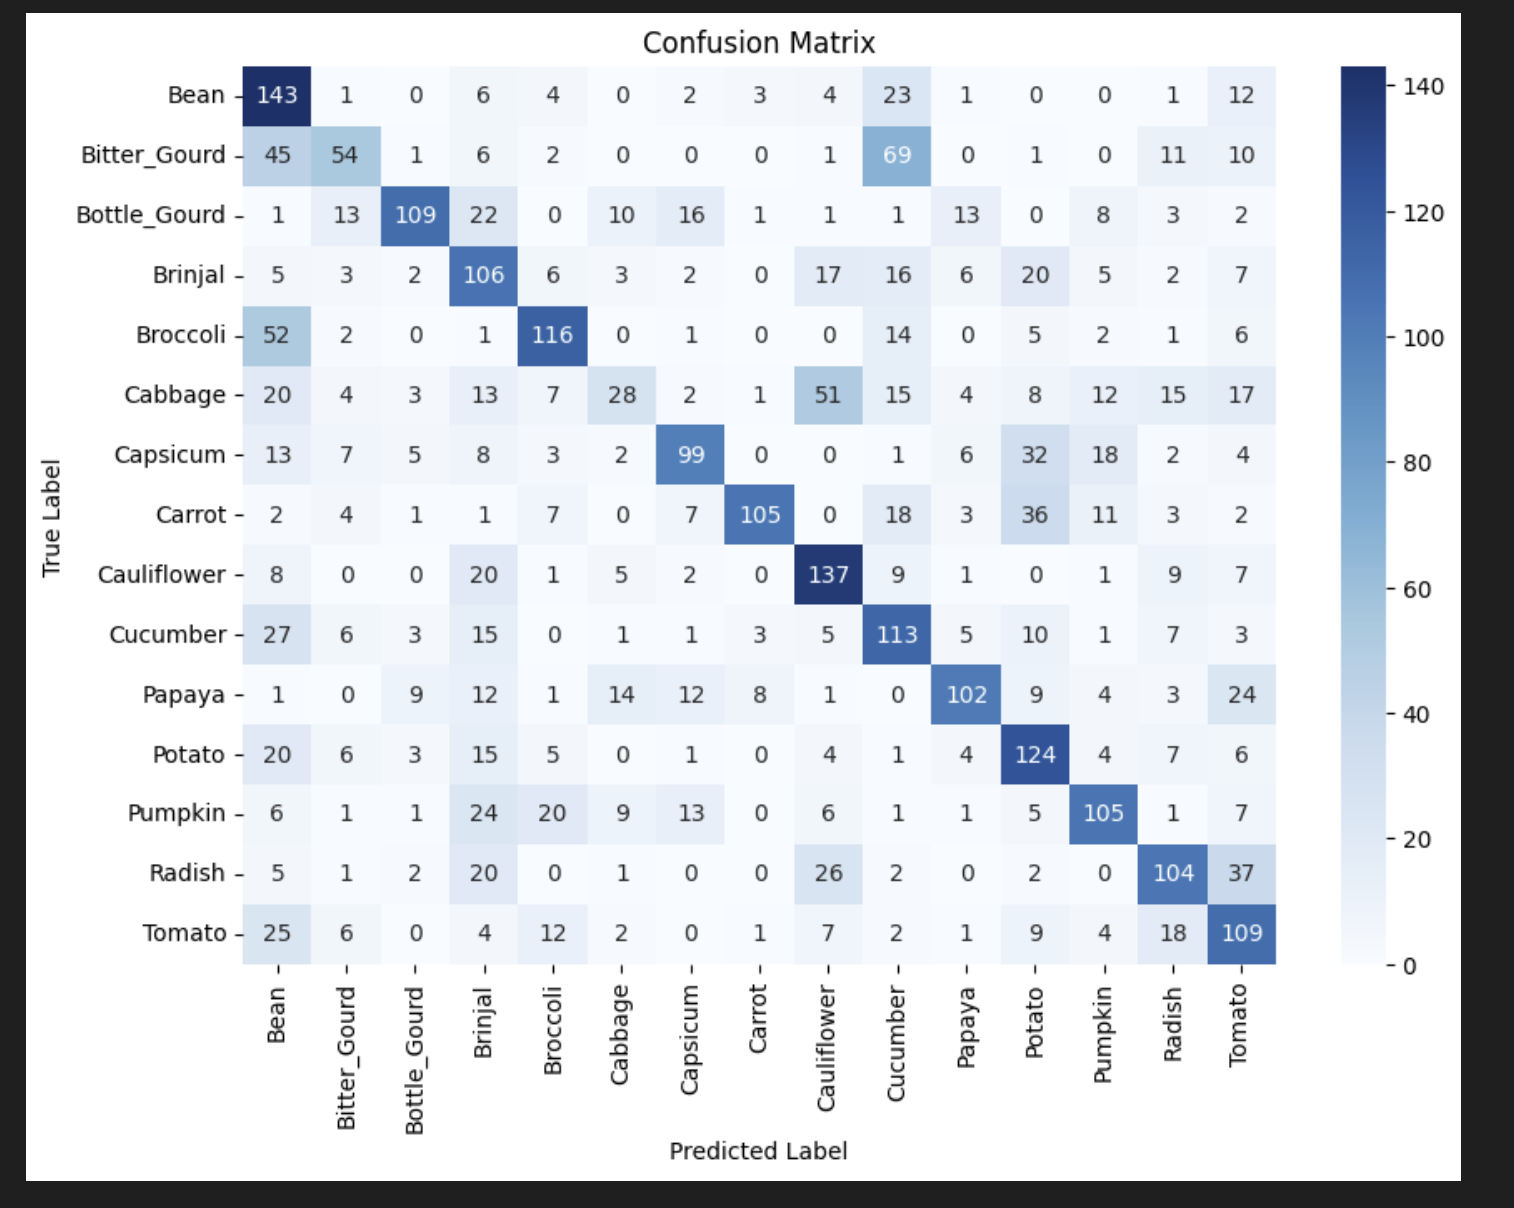 Confusion Matrix
True Label
Bean 143 1 0 6 4 0 2 3 4 23 1 0 0 1 12
Bitter_Gourd 45 54 1 6 2 0 0 0 1 69 0 1 0 11 10
Bottle_Gourd 1 13 109 22 0 10 16 1 1 1 13 0 8 3 2
Brinjal 5 3 2 106 6 3 2 0 17 16 6 20 5 2 7
Broccoli 52 2 0 1 116 0 1 0 0 14 0 5 2 1 6
Cabbage 20 4 3 13 7 28 2 1 51 15 4 8 12 15 17
Capsicum 13 7 5 8 3 2 99 0 0 1 6 32 18 2 4
Carrot 2 4 1 1 7 0 7 105 0 18 3 36 11 3 2
Cauliflower 8 0 0 20 1 5 2 0 137 9 1 0 1 9 7
Cucumber 27 6 3 15 0 1 1 3 5 113 5 10 1 7 3
Papaya 1 0 9 12 1 14 12 8 1 0 102 9 4 3 24
Potato 20 6 3 15 5 0 1 0 4 1 4 124 4 7 6
Pumpkin 6 1 1 24 20 9 13 0 6 1 1 5 105 1 7
Radish 5 1 2 20 0 1 0 0 26 2 0 2 0 104 37
Tomato 25 6 0 4 12 2 0 1 7 2 1 9 4 18 109
Bean Bitter_Gourd Bottle_Gourd Brinjal Broccoli Cabbage Capsicum Carrot Cauliflower Cucumber Papaya Potato Pumpkin Radish Tomato
Predicted Label
140
120
100
80
60
40
20
0